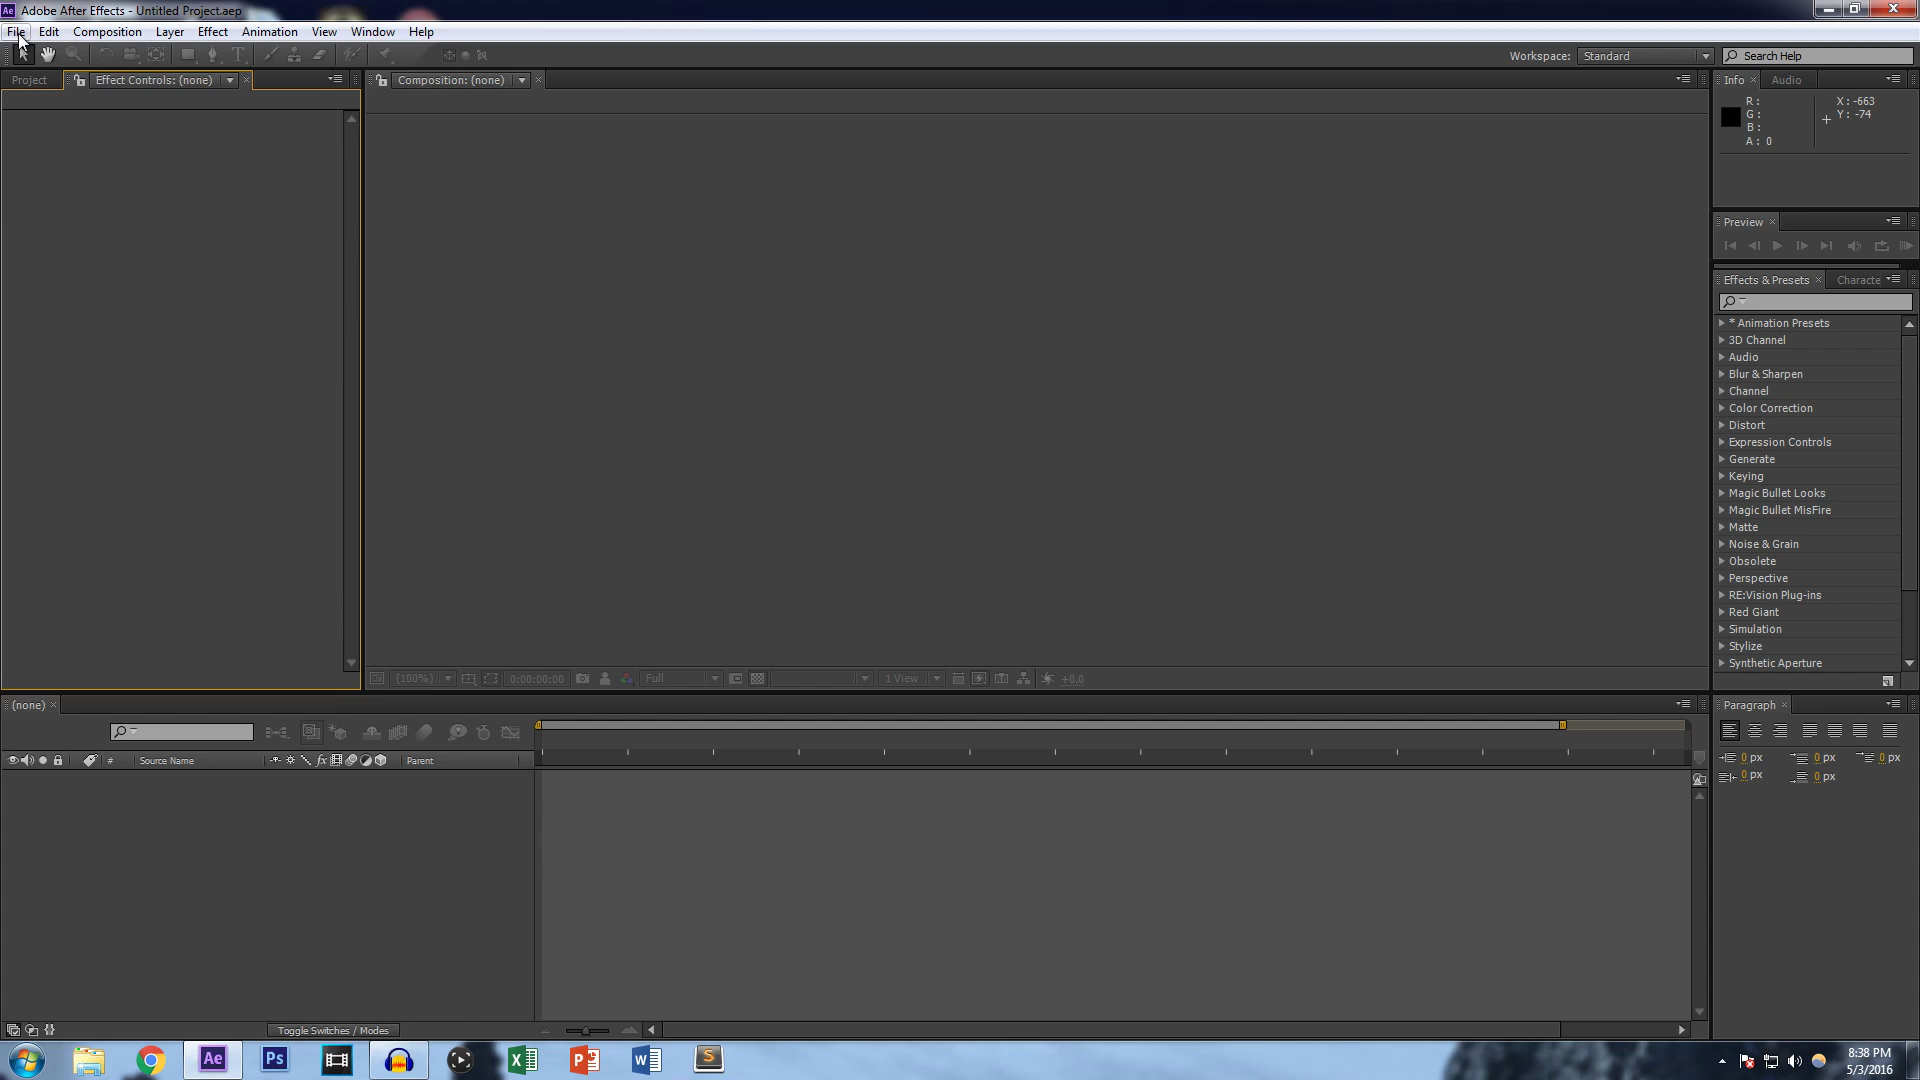 Ae Adobe After Effects - Untitled Project.aep
File Edit Composition Layer Effect Animation View Window Help
T Workspace: Standard Search Help
Project Effect Controls: (none) Composition: (none) Info Audio
R : X : -663
G : Y : -74
B :
A : 0
Preview
Effects & Presets Characte
* Animation Presets
3D Channel
Audio
Blur & Sharpen
Channel
Color Correction
Distort
Expression Controls
Generate
Keying
Magic Bullet Looks
Magic Bullet MisFire
Matte
Noise & Grain
Obsolete
Perspective
RE:Vision Plug-ins
Red Giant
Simulation
Stylize
Synthetic Aperture
(100%) 0:00:00:00 Full 1 View +0.0
(none) Paragraph
# Source Name fx Parent
0 px 0 px 0 px
0 px 0 px
Toggle Switches / Modes
Ae Ps X P W S
8:38 PM
5/3/2016